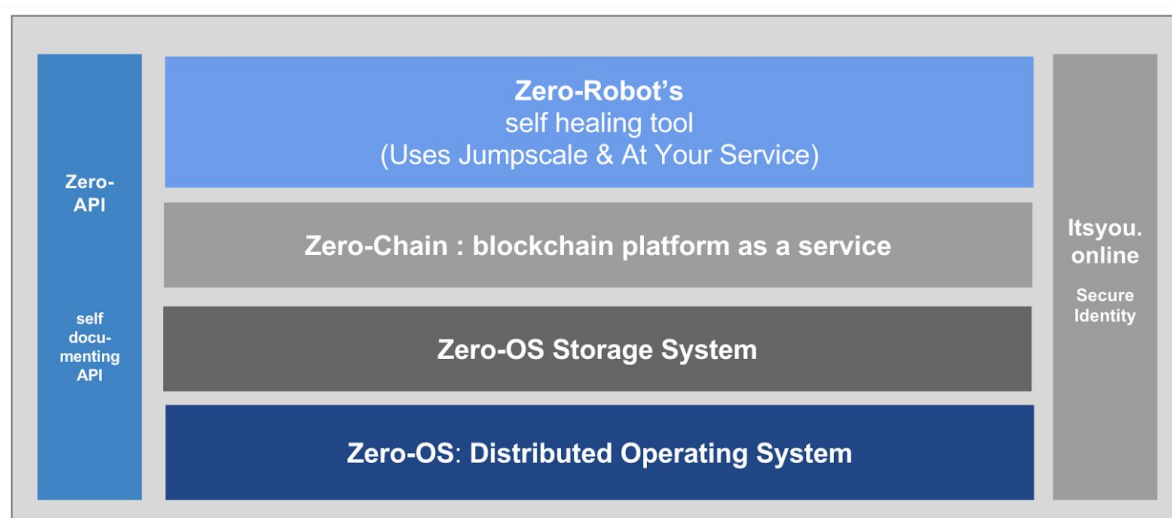 Zero-
API
self
docu-
menting
API
Zero-Robot's
self healing tool
(Uses Jumpscale & At Your Service)
Zero-Chain : blockchain platform as a service
Zero-OS Storage System
Zero-OS: Distributed Operating System
Itsyou.
online
Secure
Identity